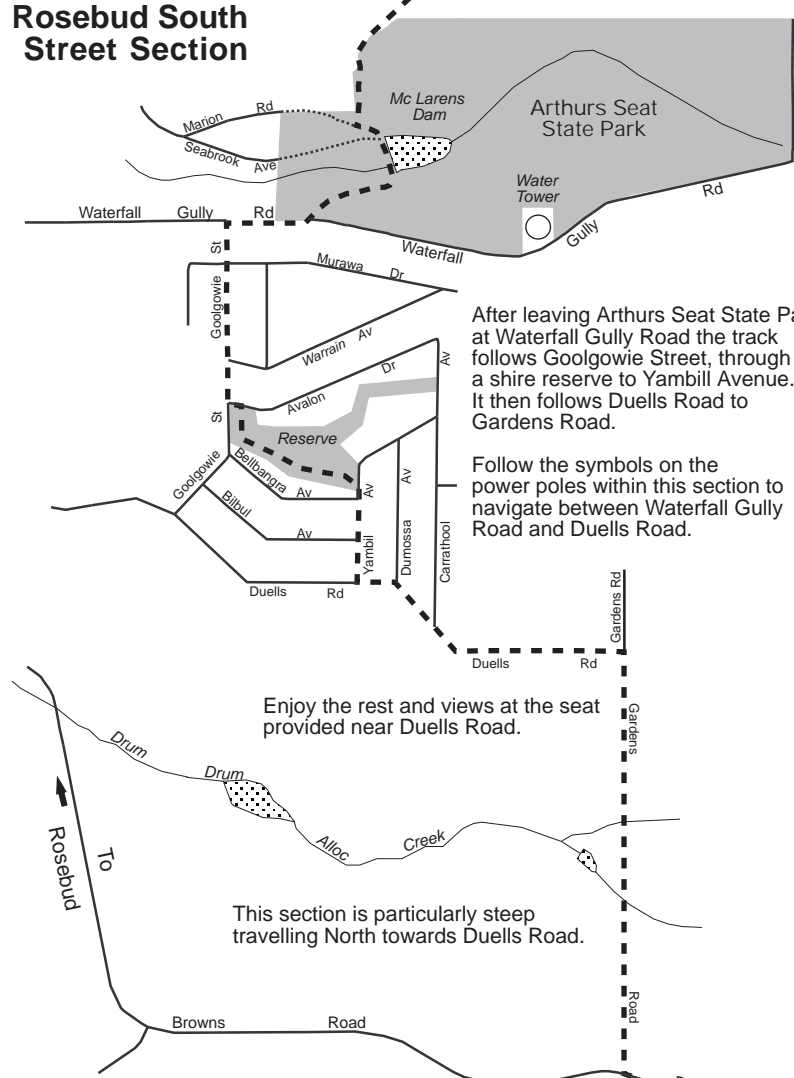 Rosebud South
Street Section
Mc Larens
Dam
Arthurs Seat
State Park
Marion Rd
Seabrook Ave
Water
Tower
Waterfall Gully Rd
Waterfall Gully Rd
Goolgowie St
Murawa Dr
Warrain Av
Avalon Dr
Av
After leaving Arthurs Seat State Pa
at Waterfall Gully Road the track
follows Goolgowie Street, through
a shire reserve to Yambill Avenue.
It then follows Duells Road to
Gardens Road.
Goolgowie St
Reserve
Bellbangra Av
Bilbul Av
Yambil Av
Dumossa Av
Carrathool
Follow the symbols on the
power poles within this section to
navigate between Waterfall Gully
Road and Duells Road.
Duells Rd
Gardens Rd
Duells Rd
Enjoy the rest and views at the seat
provided near Duells Road.
Gardens Road
Drum Drum Alloc Creek
To
Rosebud
This section is particularly steep
travelling North towards Duells Road.
Browns Road